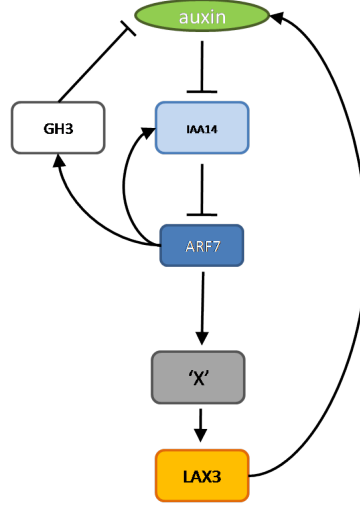 auxin
GH3
IAA14
ARF7
‘X’
LAX3